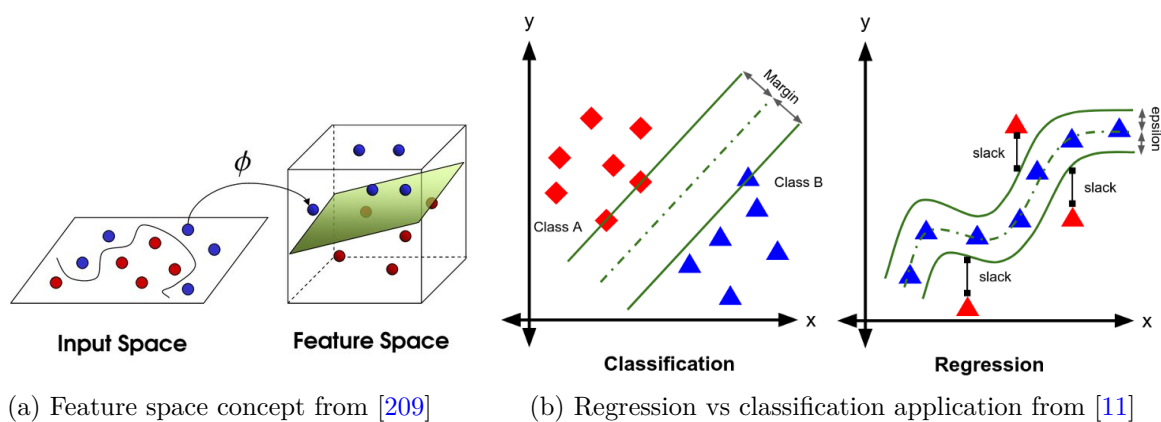 ϕ
Input Space
Feature Space
y
Margin
Class A
Class B
x
Classification
y
epsilon
slack
slack
slack
x
Regression
(a) Feature space concept from [209]
(b) Regression vs classification application from [11]